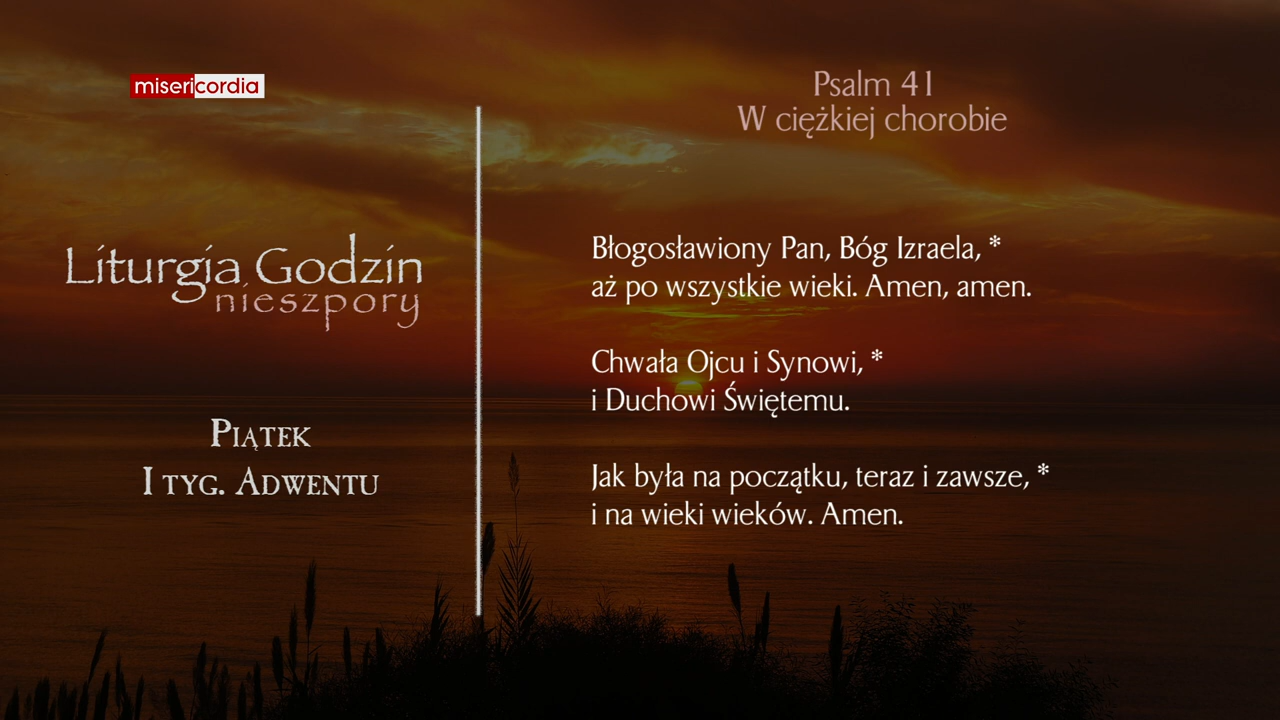 misericordia
Liturgia Godzin
nieszpory
Piątek
I tyg. Adwentu
Psalm 41
W ciężkiej chorobie
Błogosławiony Pan, Bóg Izraela, *
aż po wszystkie wieki. Amen, amen.
Chwała Ojcu i Synowi, *
i Duchowi Świętemu.
Jak była na początku, teraz i zawsze, *
i na wieki wieków. Amen.